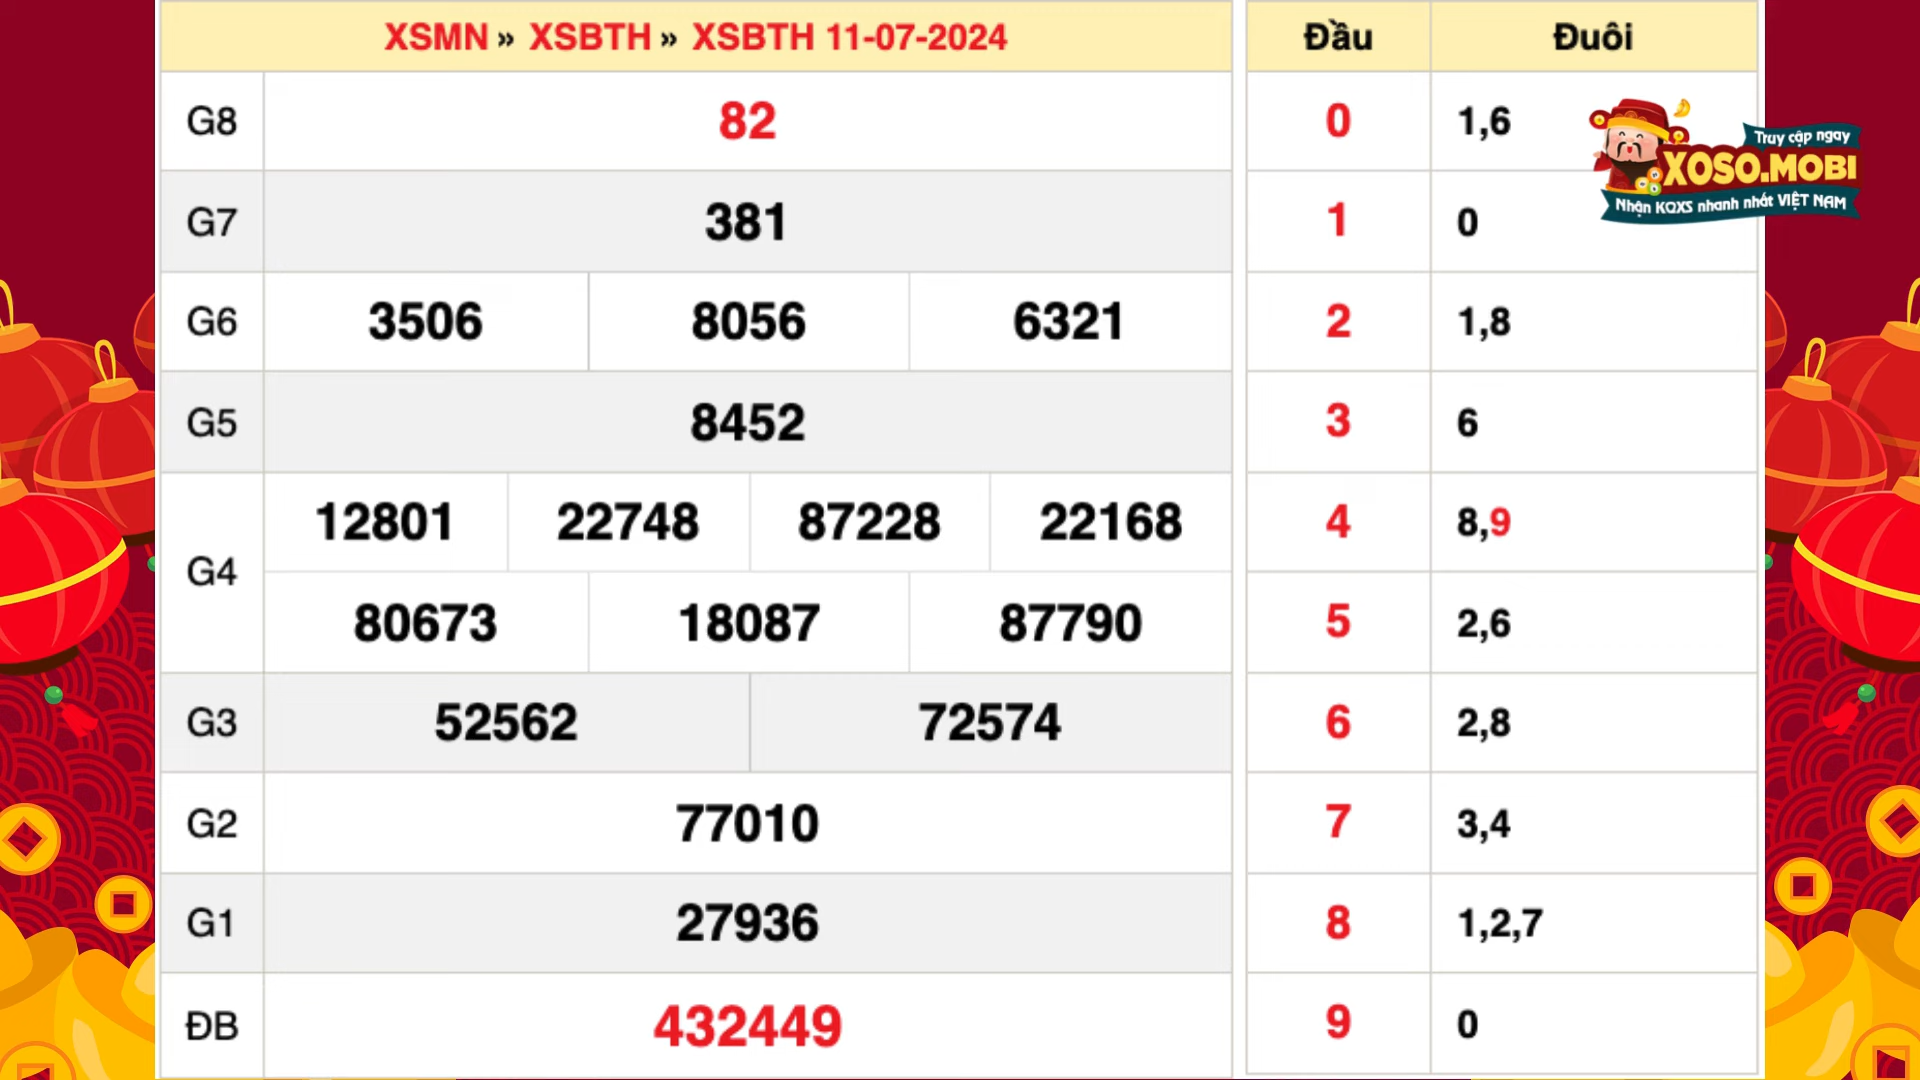 XSMN » XSBTH » XSBTH 11-07-2024
G8 82
G7 381
G6 3506 8056 6321
G5 8452
G4 12801 22748 87228 22168
80673 18087 87790
G3 52562 72574
G2 77010
G1 27936
ĐB 432449
Đầu Đuôi
0 1,6
1 0
2 1,8
3 6
4 8,9
5 2,6
6 2,8
7 3,4
8 1,2,7
9 0
Truy cập ngay
XOSO.MOBI
Nhận KQXS nhanh nhất VIỆT NAM